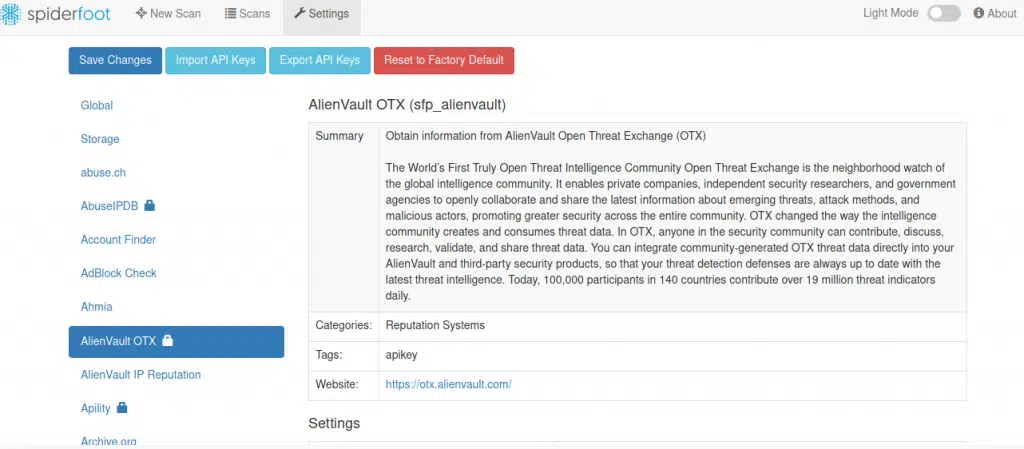 spiderfoot New Scan Scans Settings Light Mode About
Save Changes Import API Keys Export API Keys Reset to Factory Default
Global
Storage
abuse.ch
AbuseIPDB
Account Finder
AdBlock Check
Ahmia
AlienVault OTX
AlienVault IP Reputation
Apility
Archive.org
AlienVault OTX (sfp_alienvault)
Summary
Obtain information from AlienVault Open Threat Exchange (OTX)
The World's First Truly Open Threat Intelligence Community Open Threat Exchange is the neighborhood watch of
the global intelligence community. It enables private companies, independent security researchers, and government
agencies to openly collaborate and share the latest information about emerging threats, attack methods, and
malicious actors, promoting greater security across the entire community. OTX changed the way the intelligence
community creates and consumes threat data. In OTX, anyone in the security community can contribute, discuss,
research, validate, and share threat data. You can integrate community-generated OTX threat data directly into your
AlienVault and third-party security products, so that your threat detection defenses are always up to date with the
latest threat intelligence. Today, 100,000 participants in 140 countries contribute over 19 million threat indicators
daily.
Categories: Reputation Systems
Tags: apikey
Website: https://otx.alienvault.com/
Settings